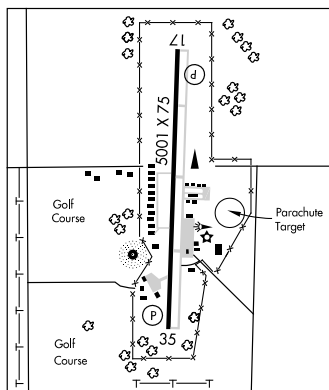 17
P
5001 X 75
Golf
Course
Parachute
Target
P
35
Golf
Course